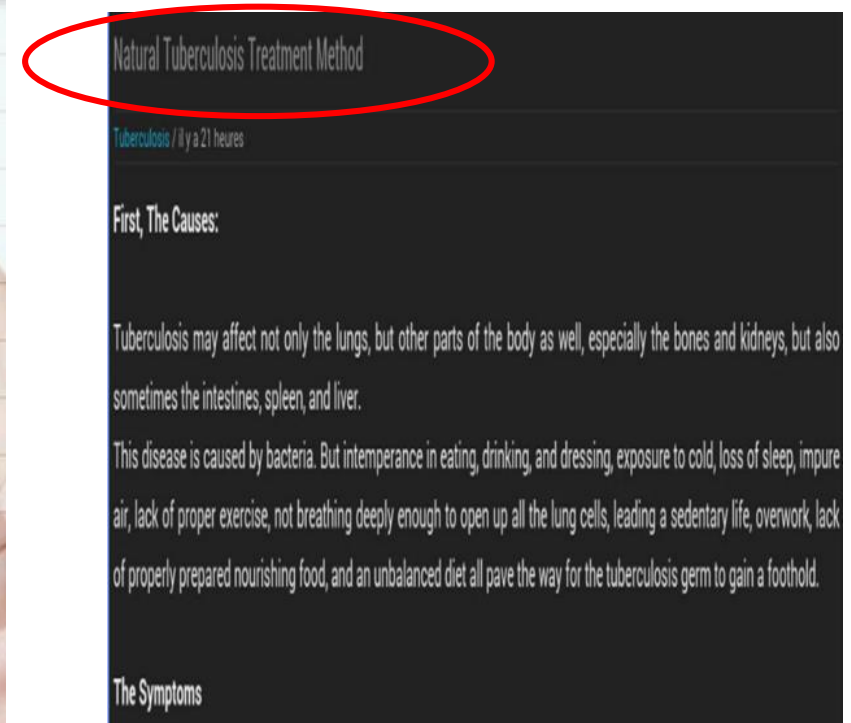 Natural Tuberculosis Treatment Method
Tuberculosis / il y a 21 heures
First, The Causes:
Tuberculosis may affect not only the lungs, but other parts of the body as well, especially the bones and kidneys, but also
sometimes the intestines, spleen, and liver.
This disease is caused by bacteria. But intemperance in eating, drinking, and dressing, exposure to cold, loss of sleep, impure
air, lack of proper exercise, not breathing deeply enough to open up all the lung cells, leading a sedentary life, overwork, lack
of properly prepared nourishing food, and an unbalanced diet all pave the way for the tuberculosis germ to gain a foothold.
The Symptoms